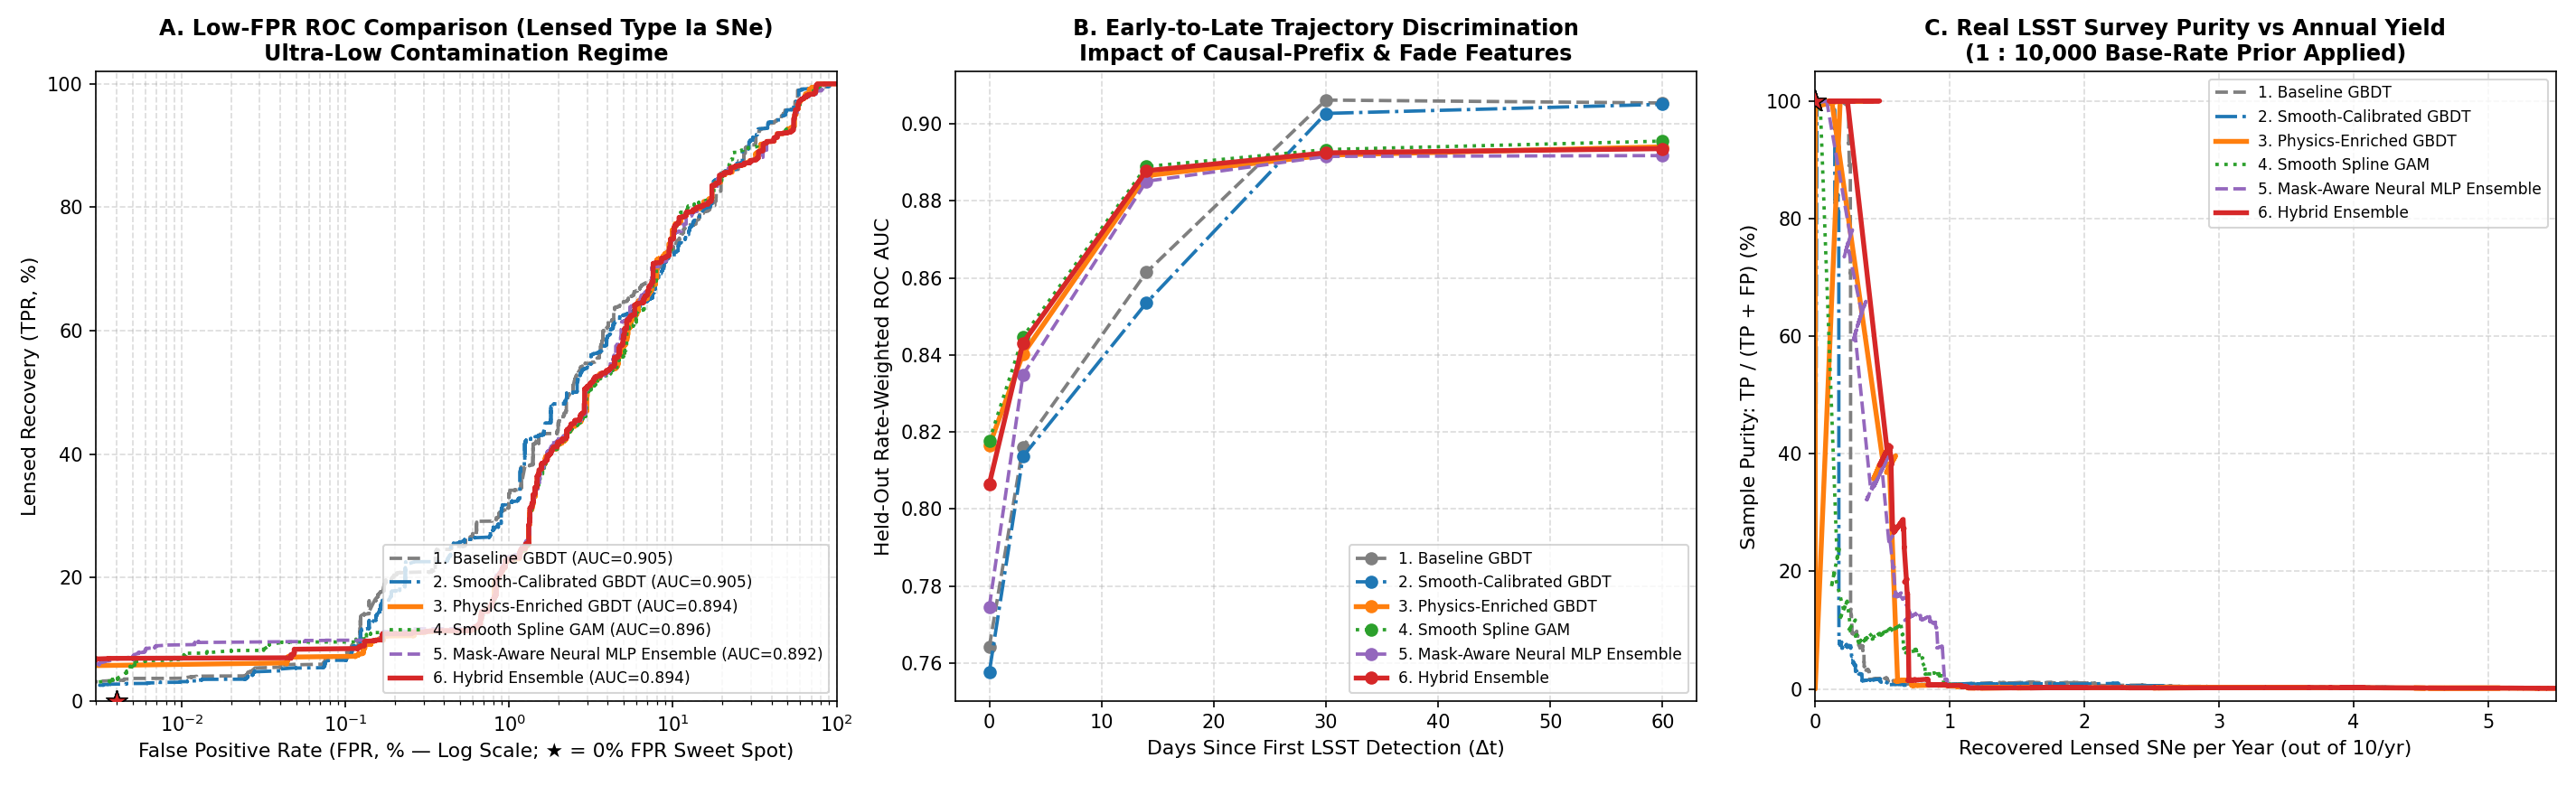 A. Low-FPR ROC Comparison (Lensed Type Ia SNe)
Ultra-Low Contamination Regime
100
80
60
40
20
0
Lensed Recovery (TPR, %)
10⁻²
10⁻¹
10⁰
10¹
10²
False Positive Rate (FPR, % — Log Scale; ★ = 0% FPR Sweet Spot)
1. Baseline GBDT (AUC=0.905)
2. Smooth-Calibrated GBDT (AUC=0.905)
3. Physics-Enriched GBDT (AUC=0.894)
4. Smooth Spline GAM (AUC=0.896)
5. Mask-Aware Neural MLP Ensemble (AUC=0.892)
6. Hybrid Ensemble (AUC=0.894)
B. Early-to-Late Trajectory Discrimination
Impact of Causal-Prefix & Fade Features
0.90
0.88
0.86
0.84
0.82
0.80
0.78
0.76
Held-Out Rate-Weighted ROC AUC
0
10
20
30
40
50
60
Days Since First LSST Detection (Δt)
1. Baseline GBDT
2. Smooth-Calibrated GBDT
3. Physics-Enriched GBDT
4. Smooth Spline GAM
5. Mask-Aware Neural MLP Ensemble
6. Hybrid Ensemble
C. Real LSST Survey Purity vs Annual Yield
(1 : 10,000 Base-Rate Prior Applied)
100
80
60
40
20
0
Sample Purity: TP / (TP + FP) (%)
0
1
2
3
4
5
Recovered Lensed SNe per Year (out of 10/yr)
1. Baseline GBDT
2. Smooth-Calibrated GBDT
3. Physics-Enriched GBDT
4. Smooth Spline GAM
5. Mask-Aware Neural MLP Ensemble
6. Hybrid Ensemble